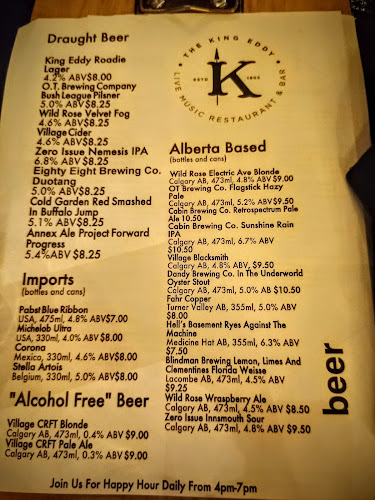 Draught Beer
King Eddy Roadie
Lager
4.2% ABV$8.00
O.T. Brewing Company
Bush League Pilsner
5.0% ABV$8.25
Wild Rose Velvet Fog
4.6% ABV$8.25
Village Cider
4.6% ABV$8.25
Zero Issue Nemesis IPA
6.8% ABV$8.25
Eighty Eight Brewing Co.
Duotang
5.0% ABV$8.25
Cold Garden Red Smashed
In Buffalo Jump
5.1% ABV$8.25
Annex Ale Project Forward
Progress
5.4%ABV $8.25
Imports
(bottles and cans)
Pabst Blue Ribbon
USA, 475ml, 4.8% ABV$7.00
Michelob Ultra
USA, 330ml, 4.0% ABV $8.00
Corona
Mexico, 330ml, 4.6% ABV$8.00
Stella Artois
Belgium, 330ml, 5.0% ABV$8.00
"Alcohol Free" Beer
Village CRFT Blonde
Calgary AB, 473ml, 0.4% ABV $9.00
Village CRFT Pale Ale
Calgary AB, 473ml, 0.3% ABV $9.00
THE KING EDDY
ESTD 1905
K
LIVE MUSIC RESTAURANT & BAR
Alberta Based
(bottles and cans)
Wild Rose Electric Ave Blonde
Calgary AB, 473ml, 4.8% ABV $9.00
OT Brewing Co. Flagstick Hazy
Pale
Calgary AB, 473ml, 5.2% ABV$9.50
Cabin Brewing Co. Retrospectrum Pale
Ale 10.50
Cabin Brewing Co. Sunshine Rain
IPA
Calgary AB, 473ml, 6.7% ABV
$10.50
Village Blacksmith
Calgary AB, 4.8% ABV, $9.50
Dandy Brewing Co. In The Underworld
Oyster Stout
Calgary AB, 473ml, 5.0% AB $10.50
Fahr Copper
Turner Valley AB, 355ml, 5.0% ABV
$8.00
Hell's Basement Ryes Against The
Machine
Medicine Hat AB, 355ml, 6.3% ABV
$7.50
Blindman Brewing Lemon, Limes And
Clementines Florida Weisse
Lacombe AB, 473ml, 4.5% ABV
$9.25
Wild Rose Wraspberry Ale
Calgary AB, 473ml, 4.5% ABV $8.50
Zero Issue Innsmouth Sour
Calgary AB, 473ml, 4.8% ABV $9.50
beer
Join Us For Happy Hour Daily From 4pm-7pm